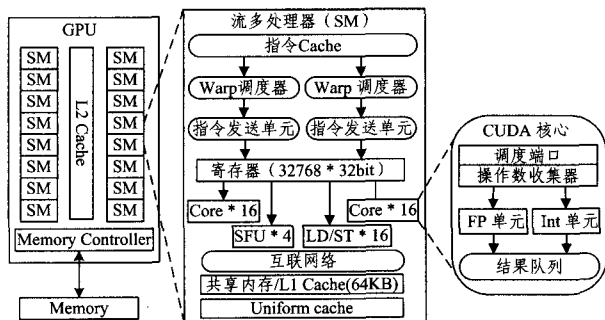 GPU
SM SM
SM SM
SM SM
SM SM
SM SM
SM SM
SM SM
SM SM
L2 Cache
Memory Controller
Memory
流多处理器（SM）
指令Cache
Warp调度器 Warp 调度器
指令发送单元 指令发送单元
寄存器（32768 * 32bit）
Core * 16 Core * 16
SFU * 4 LD/ST * 16
互联网络
共享内存/L1 Cache(64KB)
Uniform cache
CUDA 核心
调度端口
操作数收集器
FP 单元 Int 单元
结果队列